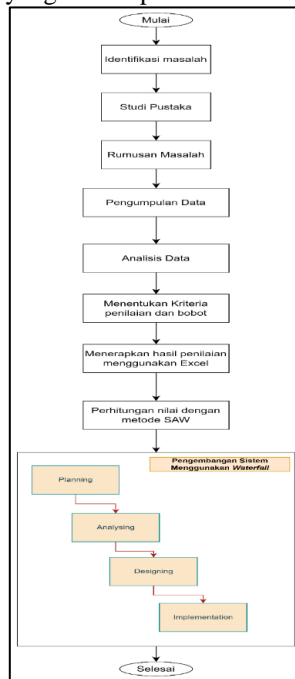 Mulai
Identifikasi masalah
Studi Pustaka
Rumusan Masalah
Pengumpulan Data
Analisis Data
Menentukan Kriteria
penilaian dan bobot
Menerapkan hasil penilaian
menggunakan Excel
Perhitungan nilai dengan
metode SAW
Pengembangan Sistem
Menggunakan Waterfall
Planning
Analysing
Designing
Implementation
Selesai